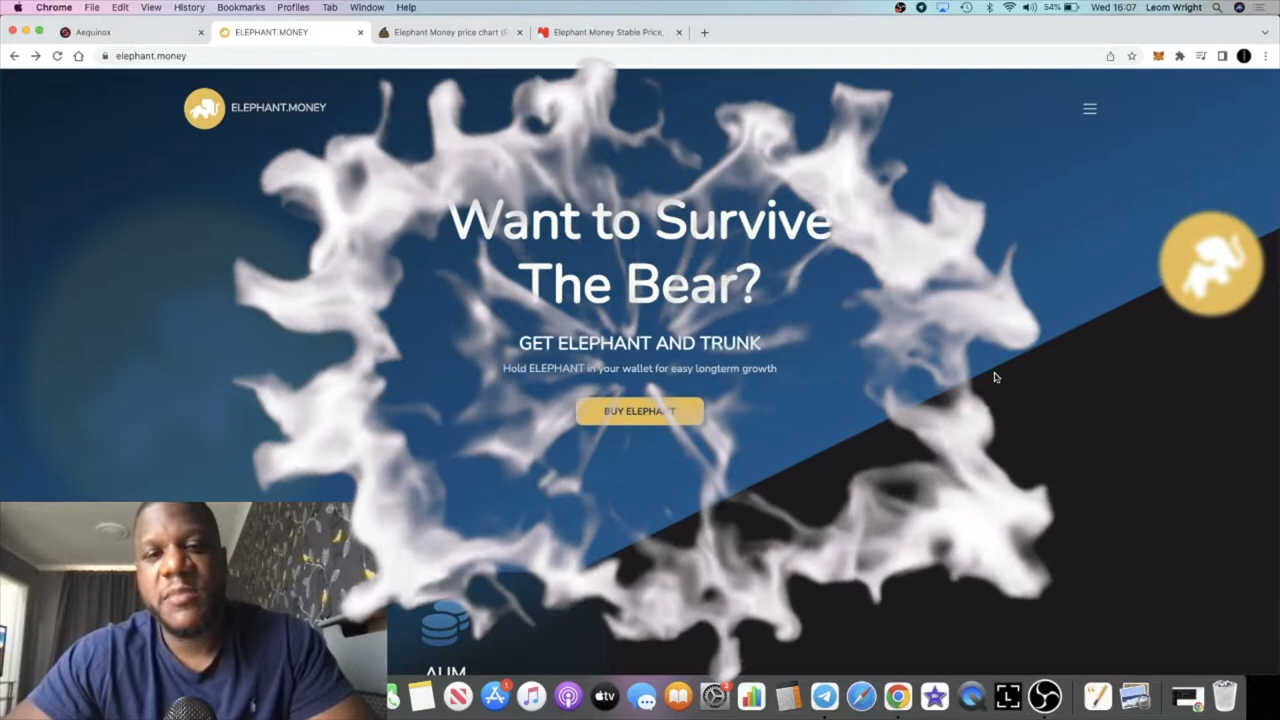 Chrome File Edit View History Bookmarks Profiles Tab Window Help 54% Wed 16:07 Leom Wright
Aequinox ELEPHANT.MONEY Elephant Money price chart (E Elephant Money Stable Price,
elephant.money
ELEPHANT.MONEY
Want to Survive
The Bear?
GET ELEPHANT AND TRUNK
Hold ELEPHANT in your wallet for easy longterm growth
BUY ELEPHANT
AUM
tv